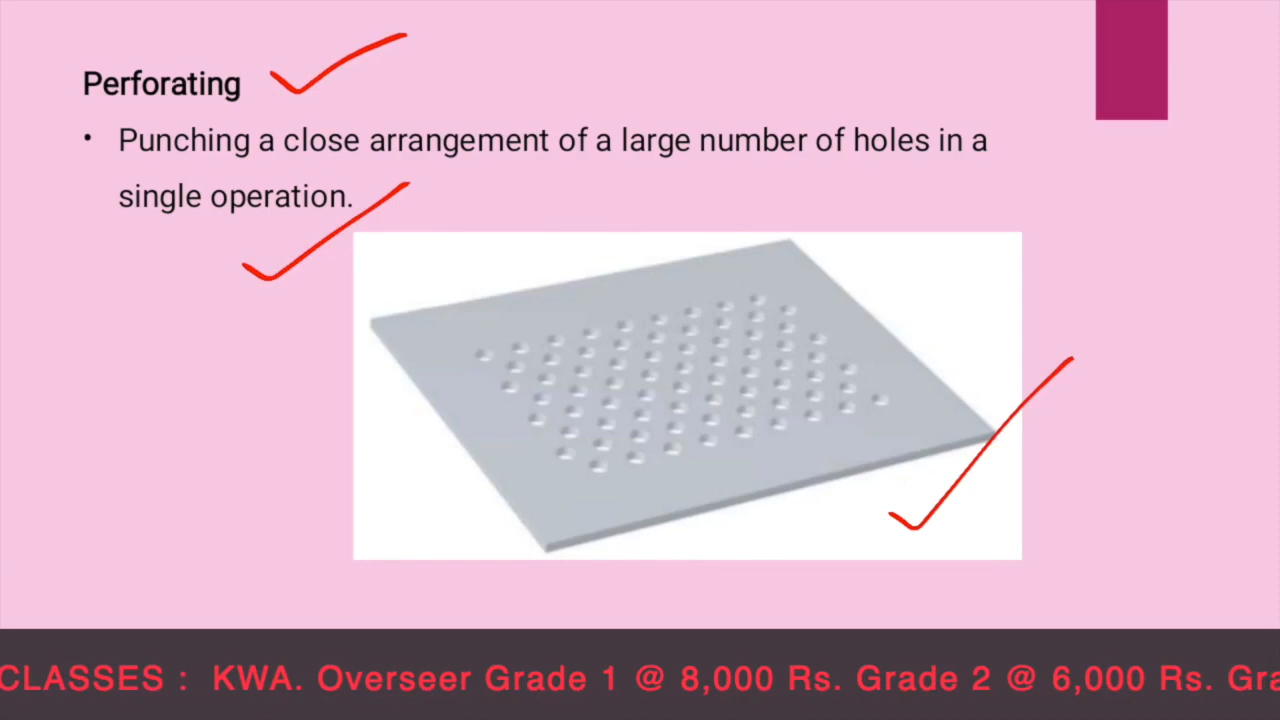 Perforating
• Punching a close arrangement of a large number of holes in a
single operation.
CLASSES : KWA. Overseer Grade 1 @ 8,000 Rs. Grade 2 @ 6,000 Rs. Gra